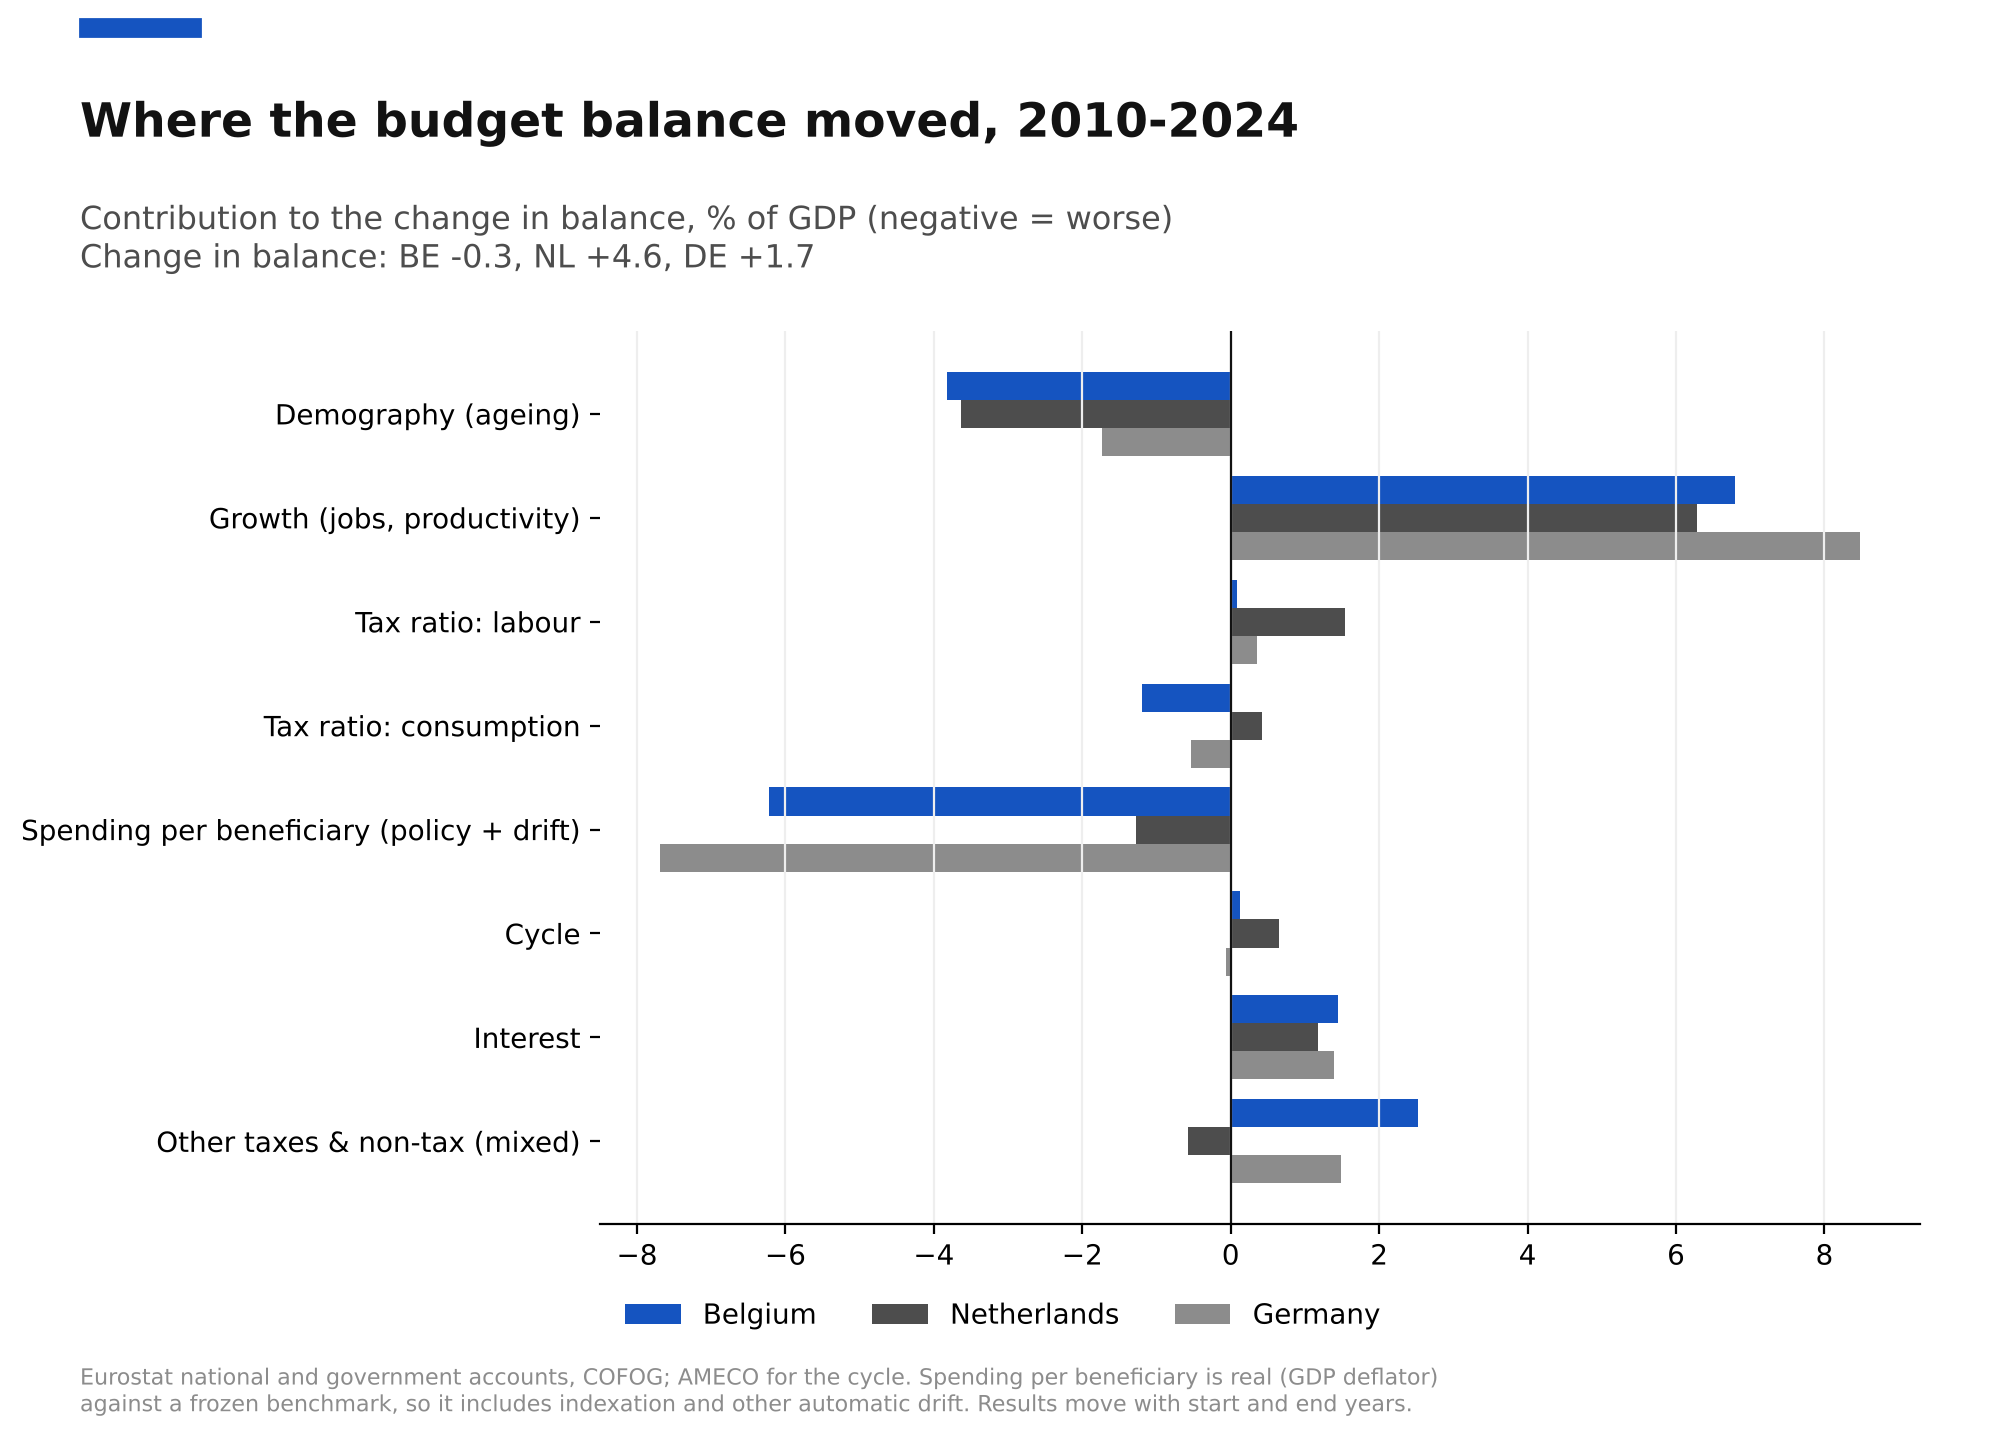 Where the budget balance moved, 2010-2024
Contribution to the change in balance, % of GDP (negative = worse)
Change in balance: BE -0.3, NL +4.6, DE +1.7
Demography (ageing)
Growth (jobs, productivity)
Tax ratio: labour
Tax ratio: consumption
Spending per beneficiary (policy + drift)
Cycle
Interest
Other taxes & non-tax (mixed)
−8 −6 −4 −2 0 2 4 6 8
Belgium Netherlands Germany
Eurostat national and government accounts, COFOG; AMECO for the cycle. Spending per beneficiary is real (GDP deflator)
against a frozen benchmark, so it includes indexation and other automatic drift. Results move with start and end years.